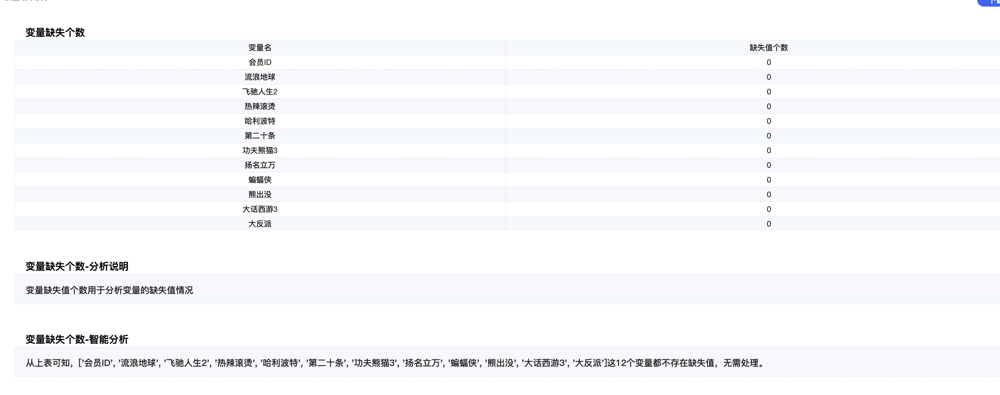 变量缺失个数
变量名 缺失值个数
会员ID 0
流浪地球 0
飞驰人生2 0
热辣滚烫 0
哈利波特 0
第二十条 0
功夫熊猫3 0
扬名立万 0
蝙蝠侠 0
熊出没 0
大话西游3 0
大反派 0
变量缺失个数-分析说明
变量缺失值个数用于分析变量的缺失值情况
变量缺失个数-智能分析
从上表可知，[’会员ID’, ’流浪地球’, ’飞驰人生2’, ’热辣滚烫’, ’哈利波特’, ’第二十条’, ’功夫熊猫3’, ’扬名立万’, ’蝙蝠侠’, ’熊出没’, ’大话西游3’, ’大反派’]这12个变量都不存在缺失值，无需处理。